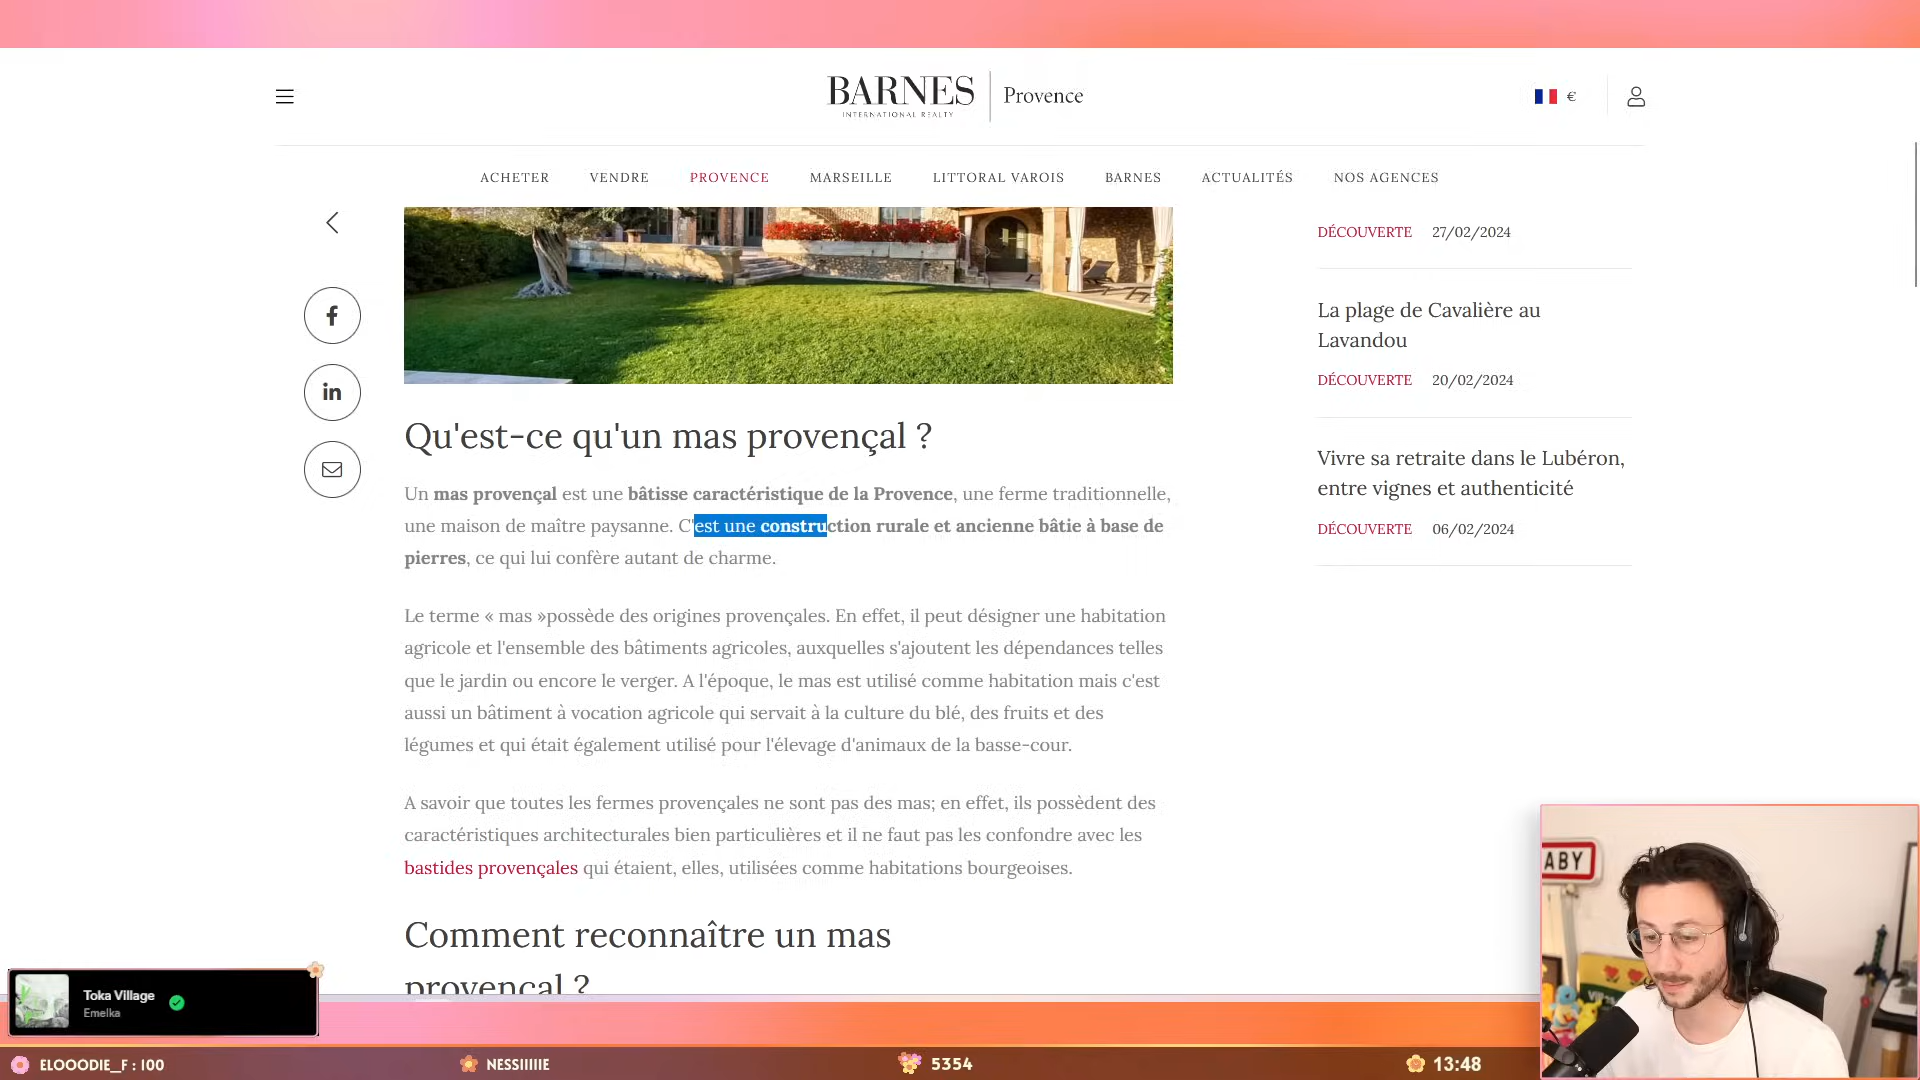 BARNES
INTERNATIONAL REALTY
Provence
€
ACHETER VENDRE PROVENCE MARSEILLE LITTORAL VAROIS BARNES ACTUALITÉS NOS AGENCES
DÉCOUVERTE 27/02/2024
La plage de Cavalière au
Lavandou
DÉCOUVERTE 20/02/2024
Vivre sa retraite dans le Lubéron,
entre vignes et authenticité
DÉCOUVERTE 06/02/2024
Qu'est-ce qu'un mas provençal ?
Un mas provençal est une bâtisse caractéristique de la Provence, une ferme traditionnelle,
une maison de maître paysanne. C'est une construction rurale et ancienne bâtie à base de
pierres, ce qui lui confère autant de charme.
Le terme « mas »possède des origines provençales. En effet, il peut désigner une habitation
agricole et l'ensemble des bâtiments agricoles, auxquelles s'ajoutent les dépendances telles
que le jardin ou encore le verger. A l'époque, le mas est utilisé comme habitation mais c'est
aussi un bâtiment à vocation agricole qui servait à la culture du blé, des fruits et des
légumes et qui était également utilisé pour l'élevage d'animaux de la basse-cour.
A savoir que toutes les fermes provençales ne sont pas des mas; en effet, ils possèdent des
caractéristiques architecturales bien particulières et il ne faut pas les confondre avec les
bastides provençales qui étaient, elles, utilisées comme habitations bourgeoises.
Comment reconnaître un mas
provençal ?
ABY
Toka Village
Emelka
ELOOODIE_F : 100
NESSIIIIIE
5354
13:48